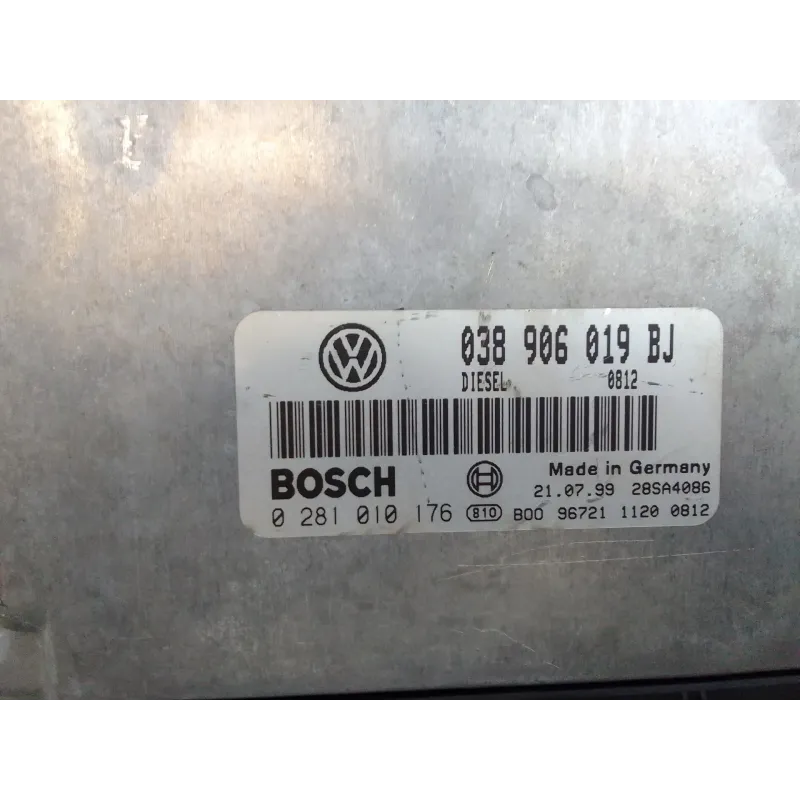 VW 038 906 019 BJ
DIESEL 0812
BOSCH Made in Germany
21.07.99 28SA4086
0 281 010 176 810 B00 96721 1120 0812